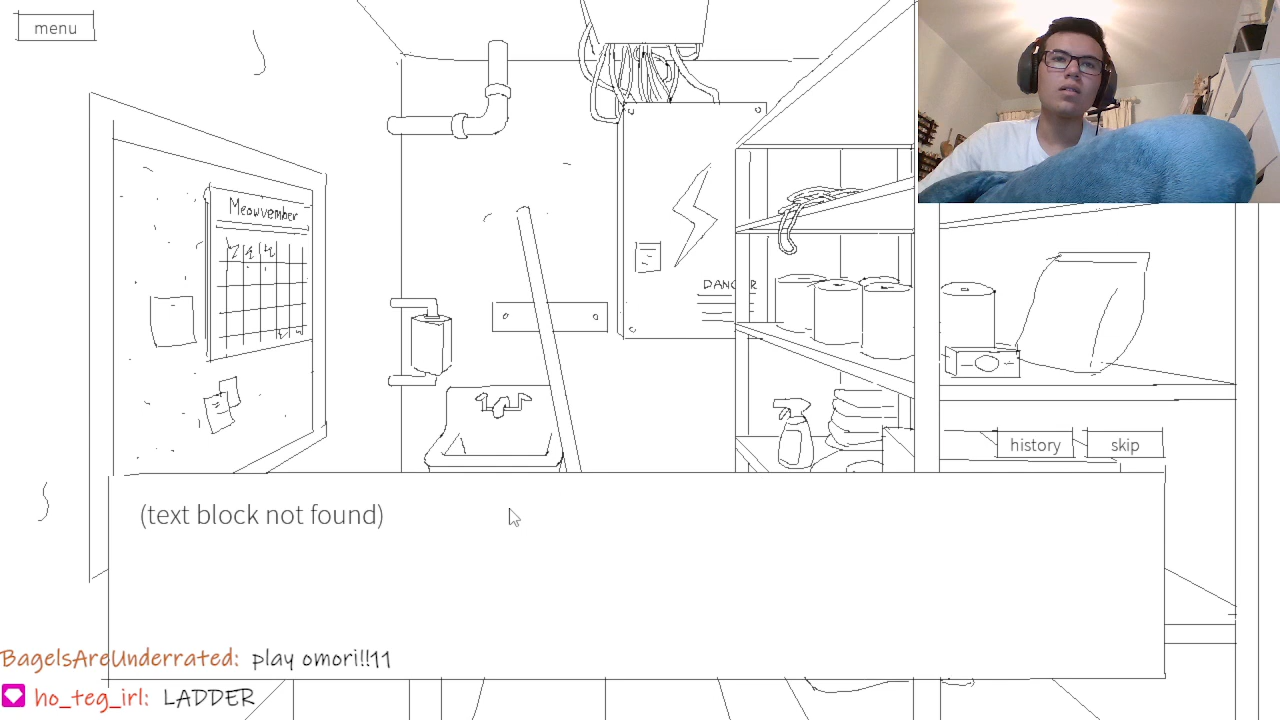 menu
Meowvember
DANGER
history
skip
(text block not found)
BagelsAreUnderrated: play omori!!11
ho_teg_irl: LADDER